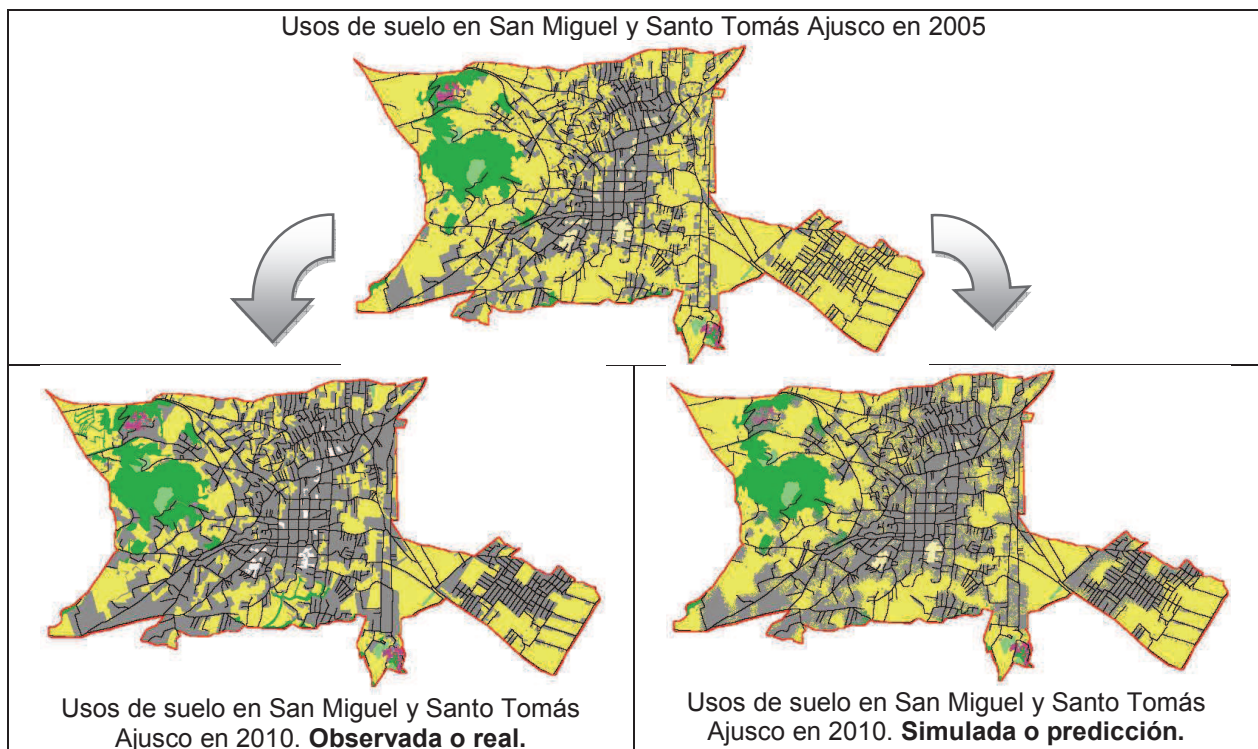 Usos de suelo en San Miguel y Santo Tomás Ajusco en 2005
Usos de suelo en San Miguel y Santo Tomás
Ajusco en 2010. Observada o real.
Usos de suelo en San Miguel y Santo Tomás
Ajusco en 2010. Simulada o predicción.